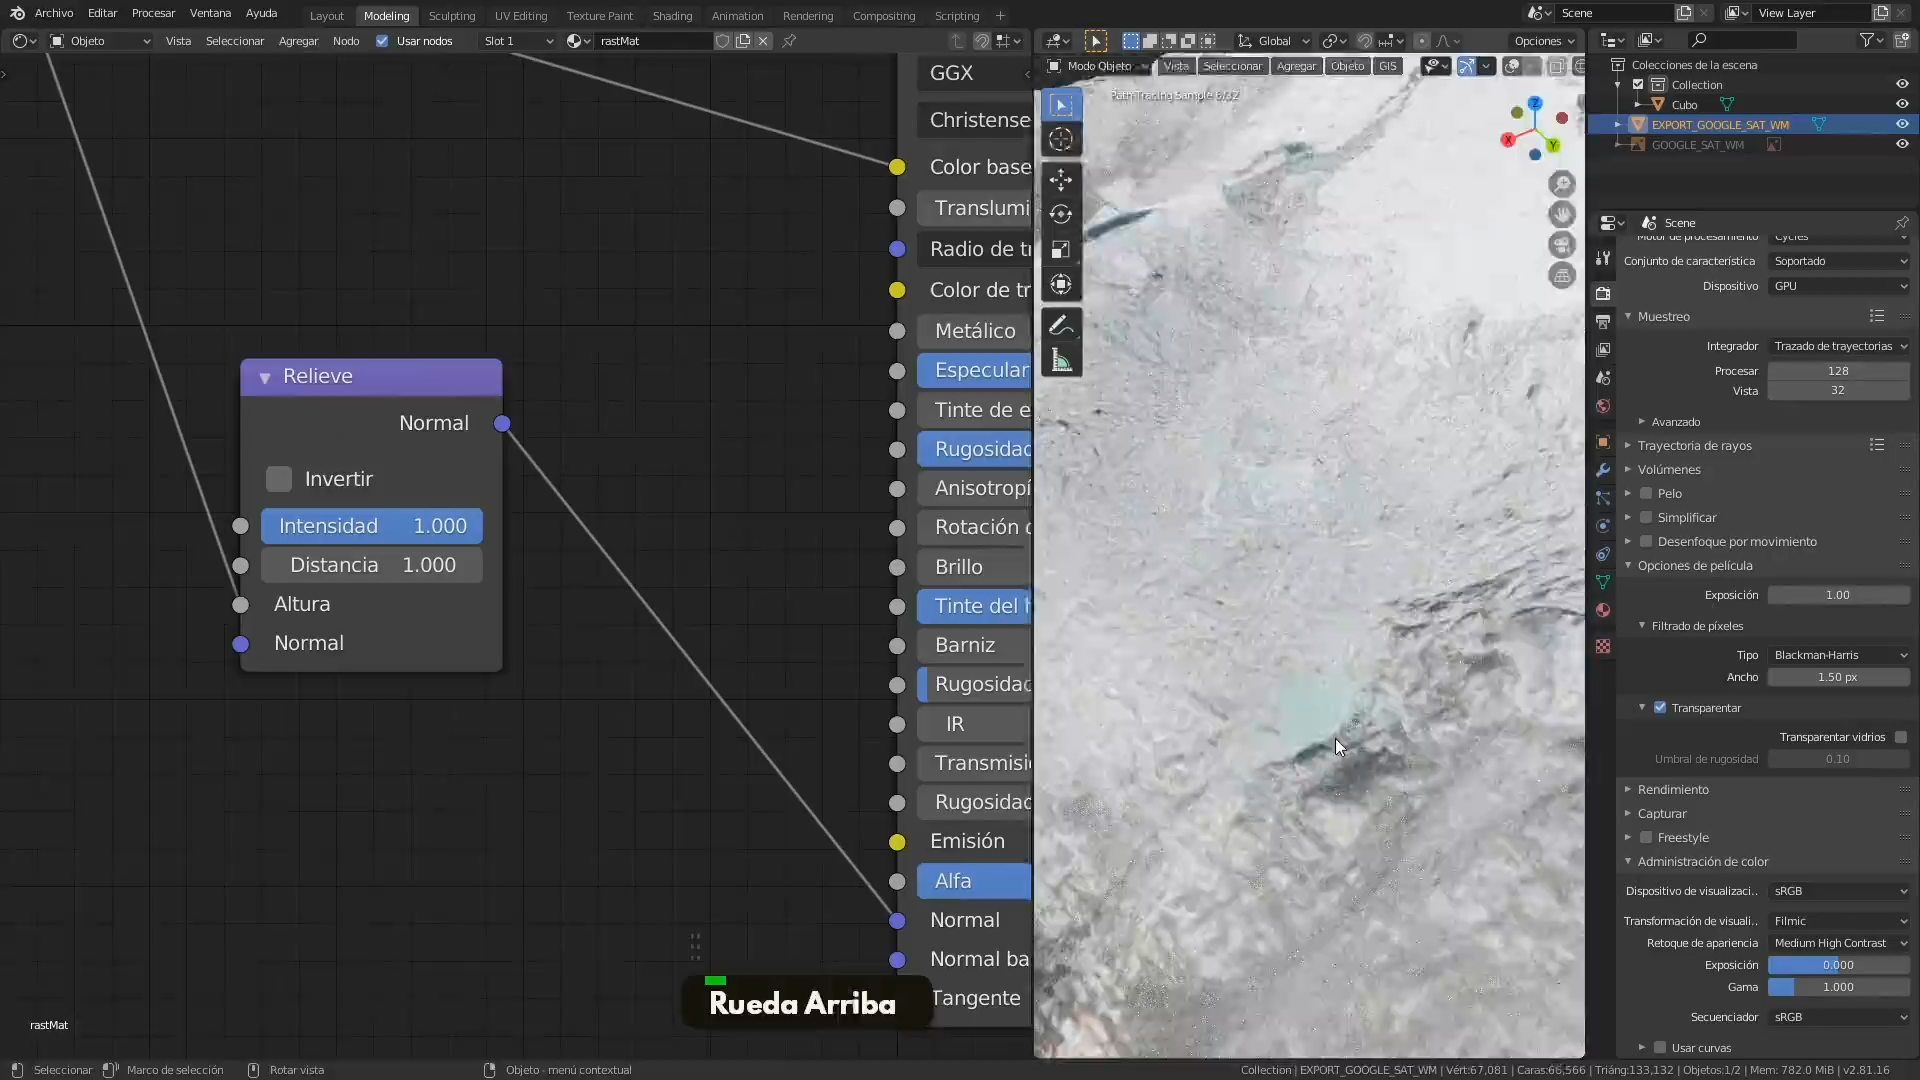 Archivo Editar Procesar Ventana Ayuda
Layout Modeling Sculpting UV Editing Texture Paint Shading Animation Rendering Compositing Scripting +
Scene View Layer
Objeto Vista Seleccionar Agregar Nodo Usar nodos Slot 1 rastMat
Global Opciones
Modo Objeto Vista Seleccionar Agregar Objeto GIS
Path Tracing Sample 6/32
Z
X
Y
GGX
Christense
Color base
Translumi
Radio de tr
Color de tr
Metálico
Especular
Tinte de e
Rugosidad
Anisotropí
Rotación
Brillo
Tinte del
Barniz
Rugosidad
IR
Transmisi
Rugosidad
Emisión
Alfa
Normal
Normal ba
Tangente
Relieve
Normal
Invertir
Intensidad 1.000
Distancia 1.000
Altura
Normal
Rueda Arriba
rastMat
Colecciones de la escena
Collection
Cubo
EXPORT_GOOGLE_SAT_WM
GOOGLE_SAT_WM
Scene
Motor de procesamiento Cycles
Conjunto de característica Soportado
Dispositivo GPU
Muestreo
Integrador Trazado de trayectorias
Procesar 128
Vista 32
Avanzado
Trayectoria de rayos
Volúmenes
Pelo
Simplificar
Desenfoque por movimiento
Opciones de película
Exposición 1.00
Filtrado de píxeles
Tipo Blackman-Harris
Ancho 1.50 px
Transparentar
Transparentar vidrios
Umbral de rugosidad 0.10
Rendimiento
Capturar
Freestyle
Administración de color
Dispositivo de visualizaci.. sRGB
Transformación de visuali.. Filmic
Retoque de apariencia Medium High Contrast
Exposición 0.000
Gama 1.000
Secuenciador sRGB
Usar curvas
Seleccionar Marco de selección Rotar vista Objeto - menú contextual
Collection | EXPORT_GOOGLE_SAT_WM | Vért:67,081 | Caras:66,566 | Triáng:133,132 | Objetos:1/2 | Mem: 782.0 MiB | v2.81.16